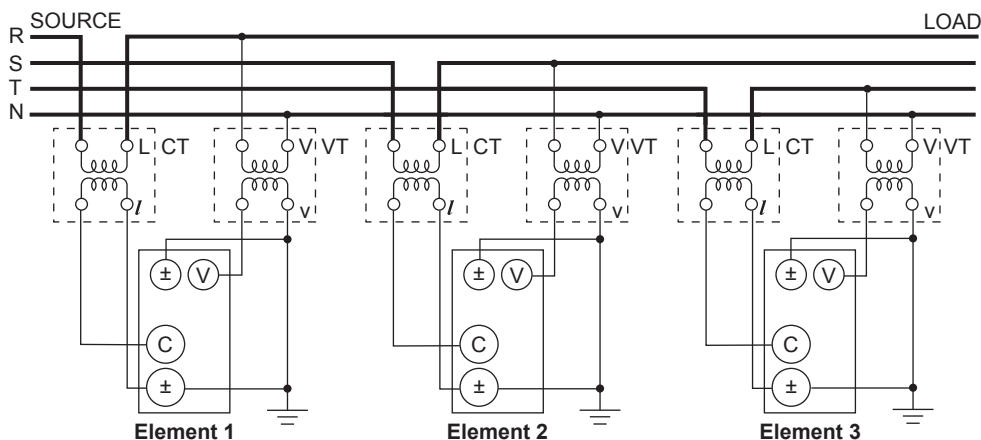 SOURCE LOAD
R
S
T
N
L CT V VT L CT V VT L CT V VT
l v l v l v
± V ± V ± V
C C C
± ± ±
Element 1 Element 2 Element 3